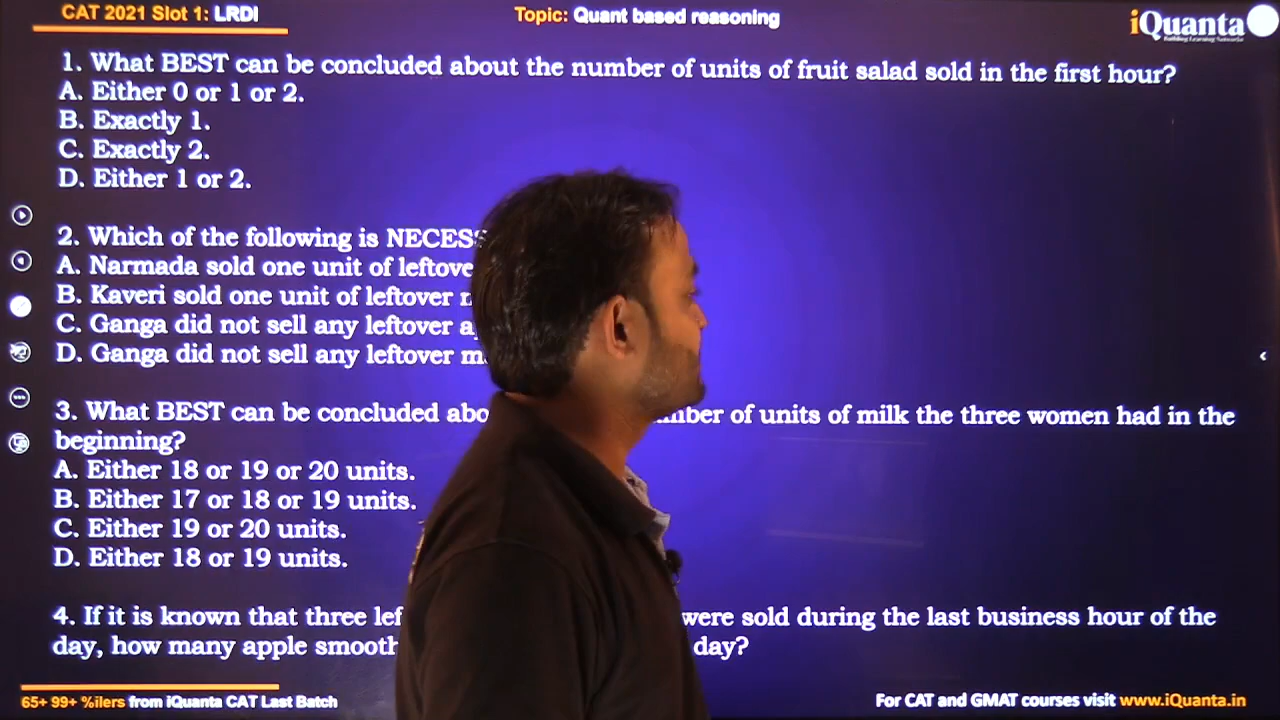 CAT 2021 Slot 1: LRDI
Topic: Quant based reasoning
iQuanta
Building Learning Networks
1. What BEST can be concluded about the number of units of fruit salad sold in the first hour?
A. Either 0 or 1 or 2.
B. Exactly 1.
C. Exactly 2.
D. Either 1 or 2.
2. Which of the following is
A. Narmada sold one unit of
B. Kaveri sold one unit of leftover
C. Ganga did not sell any leftover
D. Ganga did not sell any leftover
3. What BEST can be concluded of units of milk the three women had in the
beginning?
A. Either 18 or 19 or 20 units.
B. Either 17 or 18 or 19 units.
C. Either 19 or 20 units.
D. Either 18 or 19 units.
4. If it is known that three were sold during the last business hour of the
day, how many apple day?
65+ 99+ %ilers from iQuanta CAT Last Batch
For CAT and GMAT courses visit www.iQuanta.in